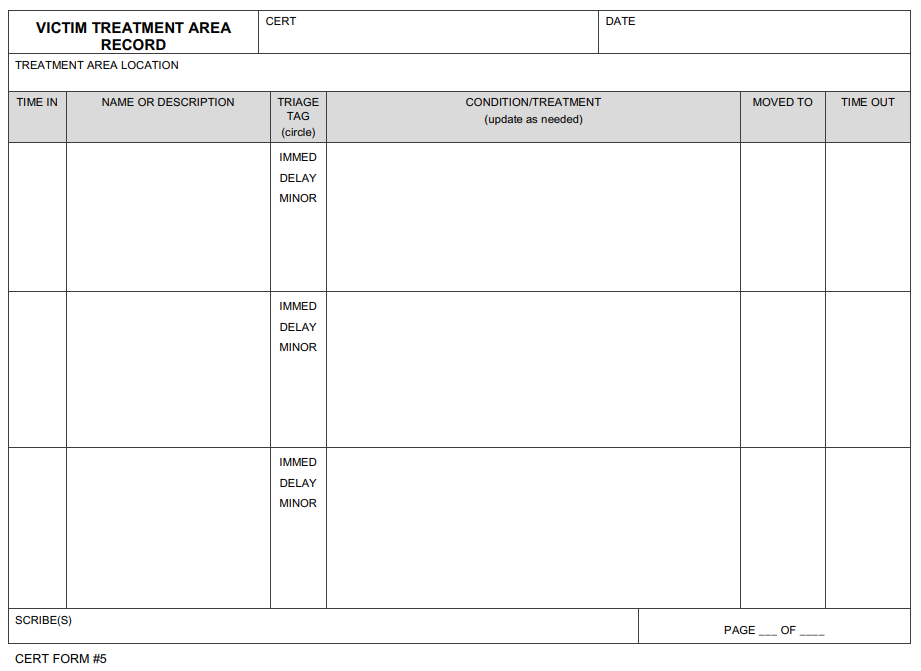 VICTIM TREATMENT AREA
RECORD
CERT
DATE
TREATMENT AREA LOCATION
TIME IN
NAME OR DESCRIPTION
TRIAGE
TAG
(circle)
CONDITION/TREATMENT
(update as needed)
MOVED TO
TIME OUT
IMMED
DELAY
MINOR
IMMED
DELAY
MINOR
IMMED
DELAY
MINOR
SCRIBE(S)
PAGE ___ OF ____
CERT FORM #5